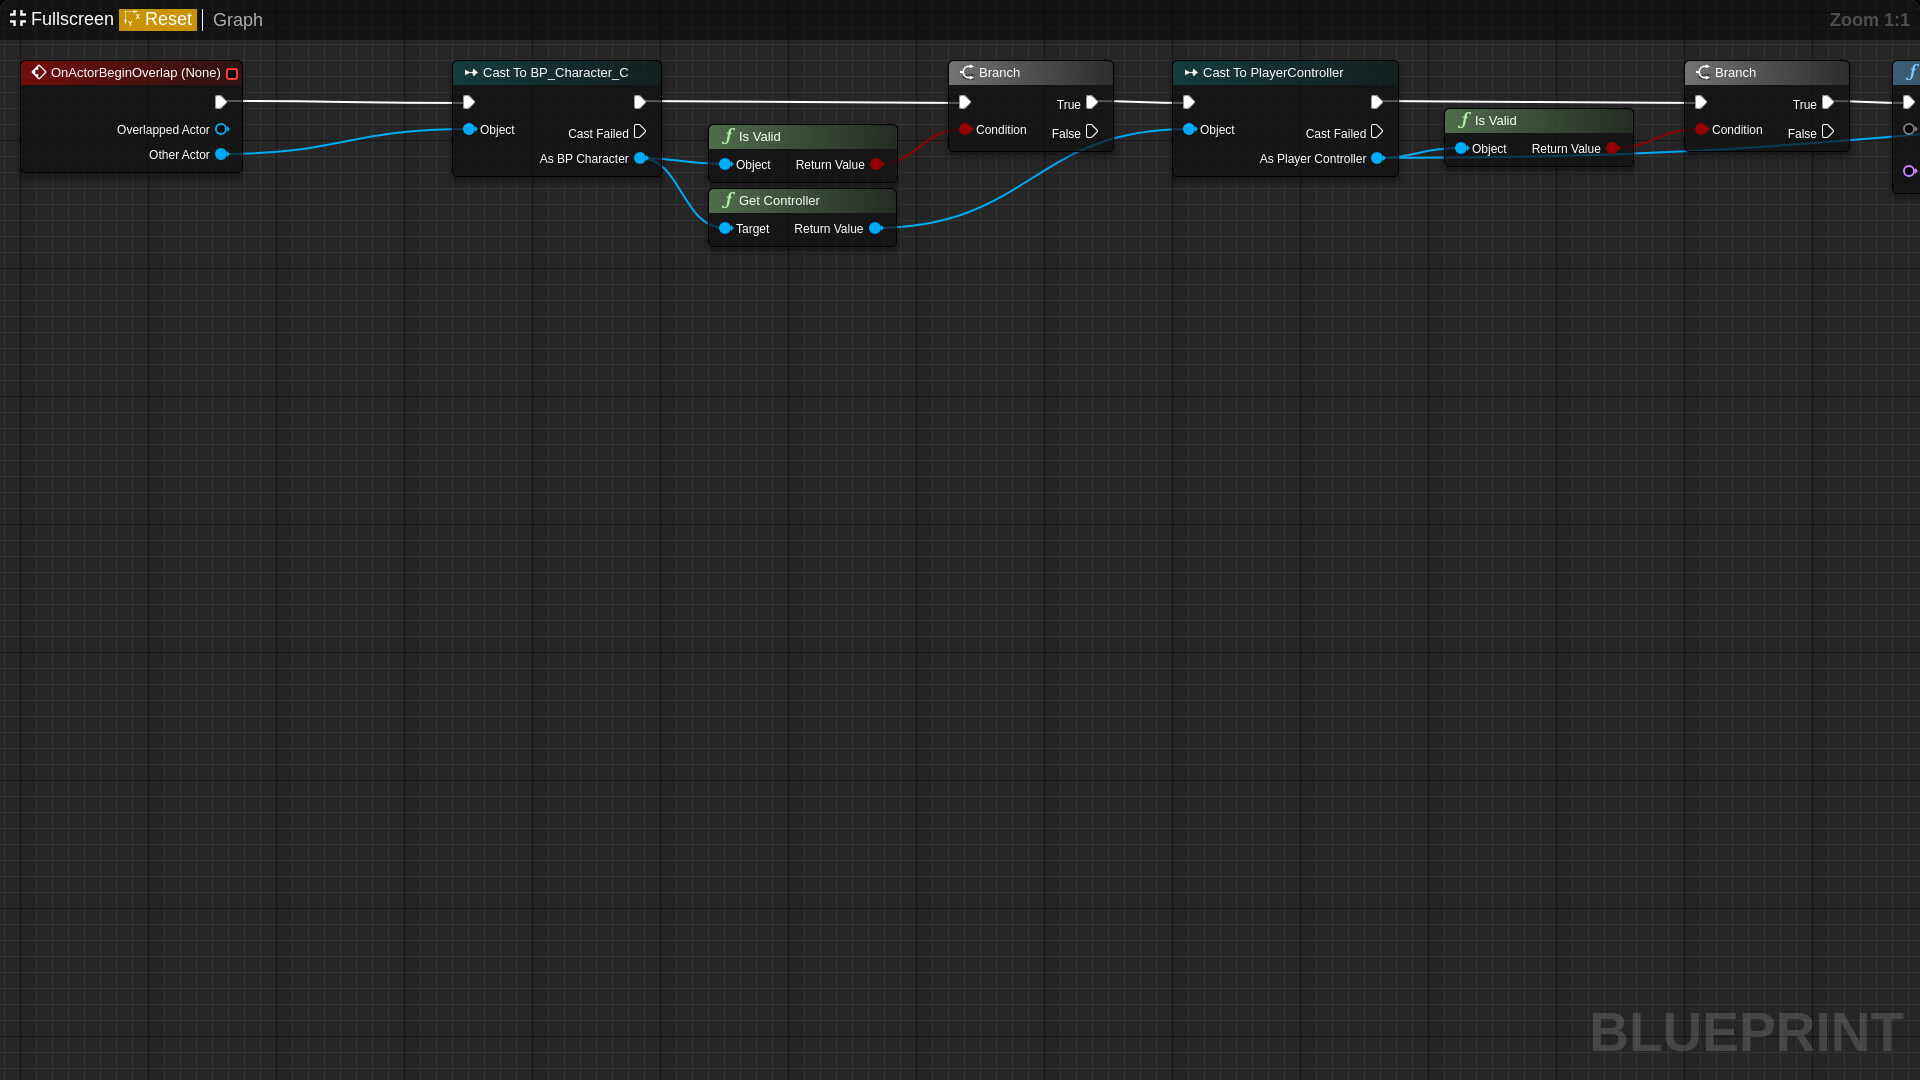 Fullscreen Reset Graph Zoom 1:1
OnActorBeginOverlap (None)
Overlapped Actor
Other Actor
Cast To BP_Character_C
Object
Cast Failed
As BP Character
Is Valid
Object Return Value
Get Controller
Target Return Value
Branch
True
Condition
False
Cast To PlayerController
Object
Cast Failed
As Player Controller
Is Valid
Object Return Value
Branch
True
Condition
False
BLUEPRINT